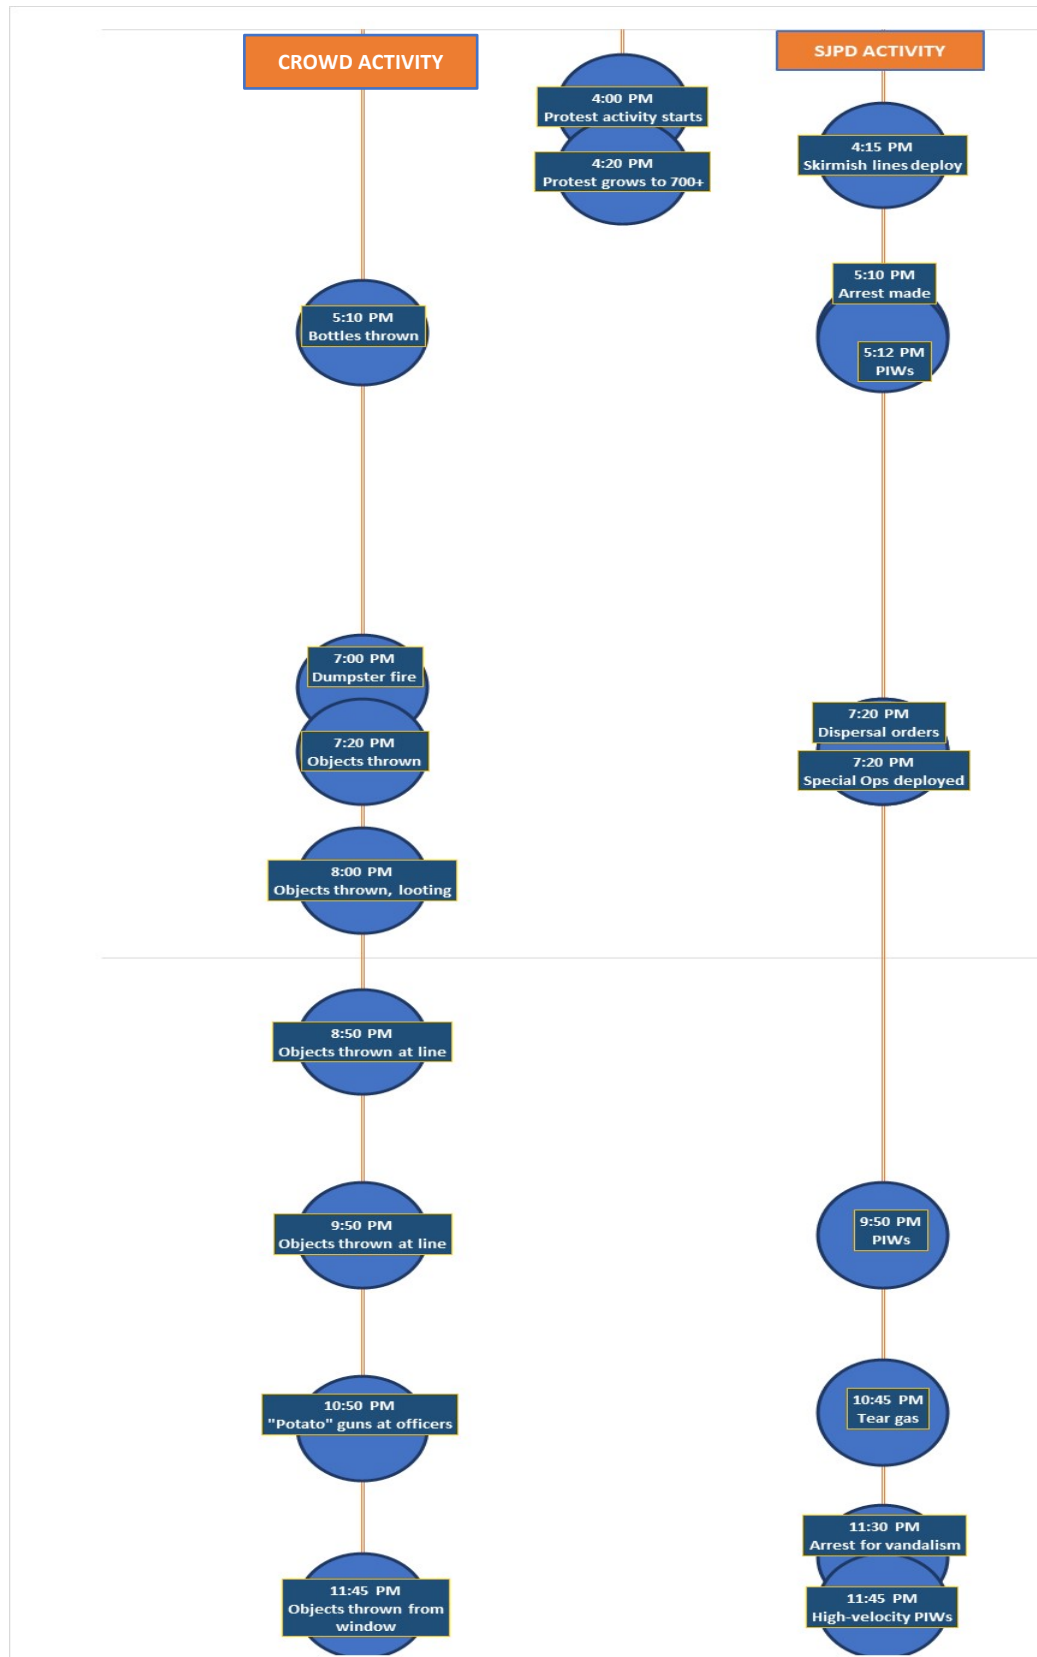 CROWD ACTIVITY
SJPD ACTIVITY
4:00 PM
Protest activity starts
4:15 PM
Skirmish lines deploy
4:20 PM
Protest grows to 700+
5:10 PM
Arrest made
5:10 PM
Bottles thrown
5:12 PM
PIWs
7:00 PM
Dumpster fire
7:20 PM
Dispersal orders
7:20 PM
Objects thrown
7:20 PM
Special Ops deployed
8:00 PM
Objects thrown, looting
8:50 PM
Objects thrown at line
9:50 PM
Objects thrown at line
9:50 PM
PIWs
10:45 PM
Tear gas
10:50 PM
"Potato" guns at officers
11:30 PM
Arrest for vandalism
11:45 PM
Objects thrown from
window
11:45 PM
High-velocity PIWs